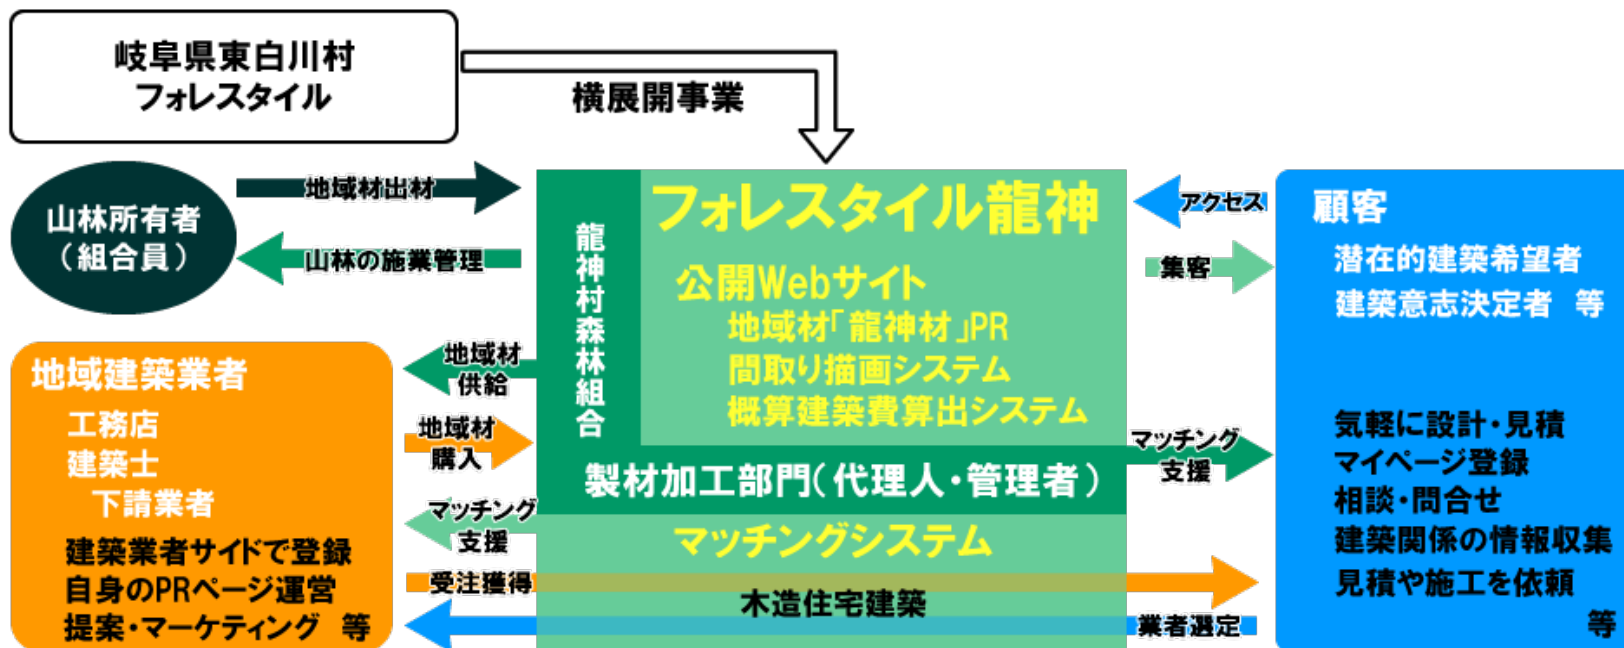 岐阜県東白川村
フォレスタイル
横展開事業
山林所有者
（組合員）
地域材出材
山林の施業管理
龍神村森林組合
フォレスタイル龍神
公開Webサイト
地域材「龍神材」PR
間取り描画システム
概算建築費算出システム
製材加工部門（代理人・管理者）
マッチングシステム
木造住宅建築
アクセス
集客
マッチング
支援
顧客
潜在的建築希望者
建築意志決定者 等
気軽に設計・見積
マイページ登録
相談・問合せ
建築関係の情報収集
見積や施工を依頼
等
地域建築業者
工務店
建築士
下請業者
建築業者サイドで登録
自身のPRページ運営
提案・マーケティング 等
地域材
供給
地域材
購入
マッチング
支援
受注獲得
業者選定